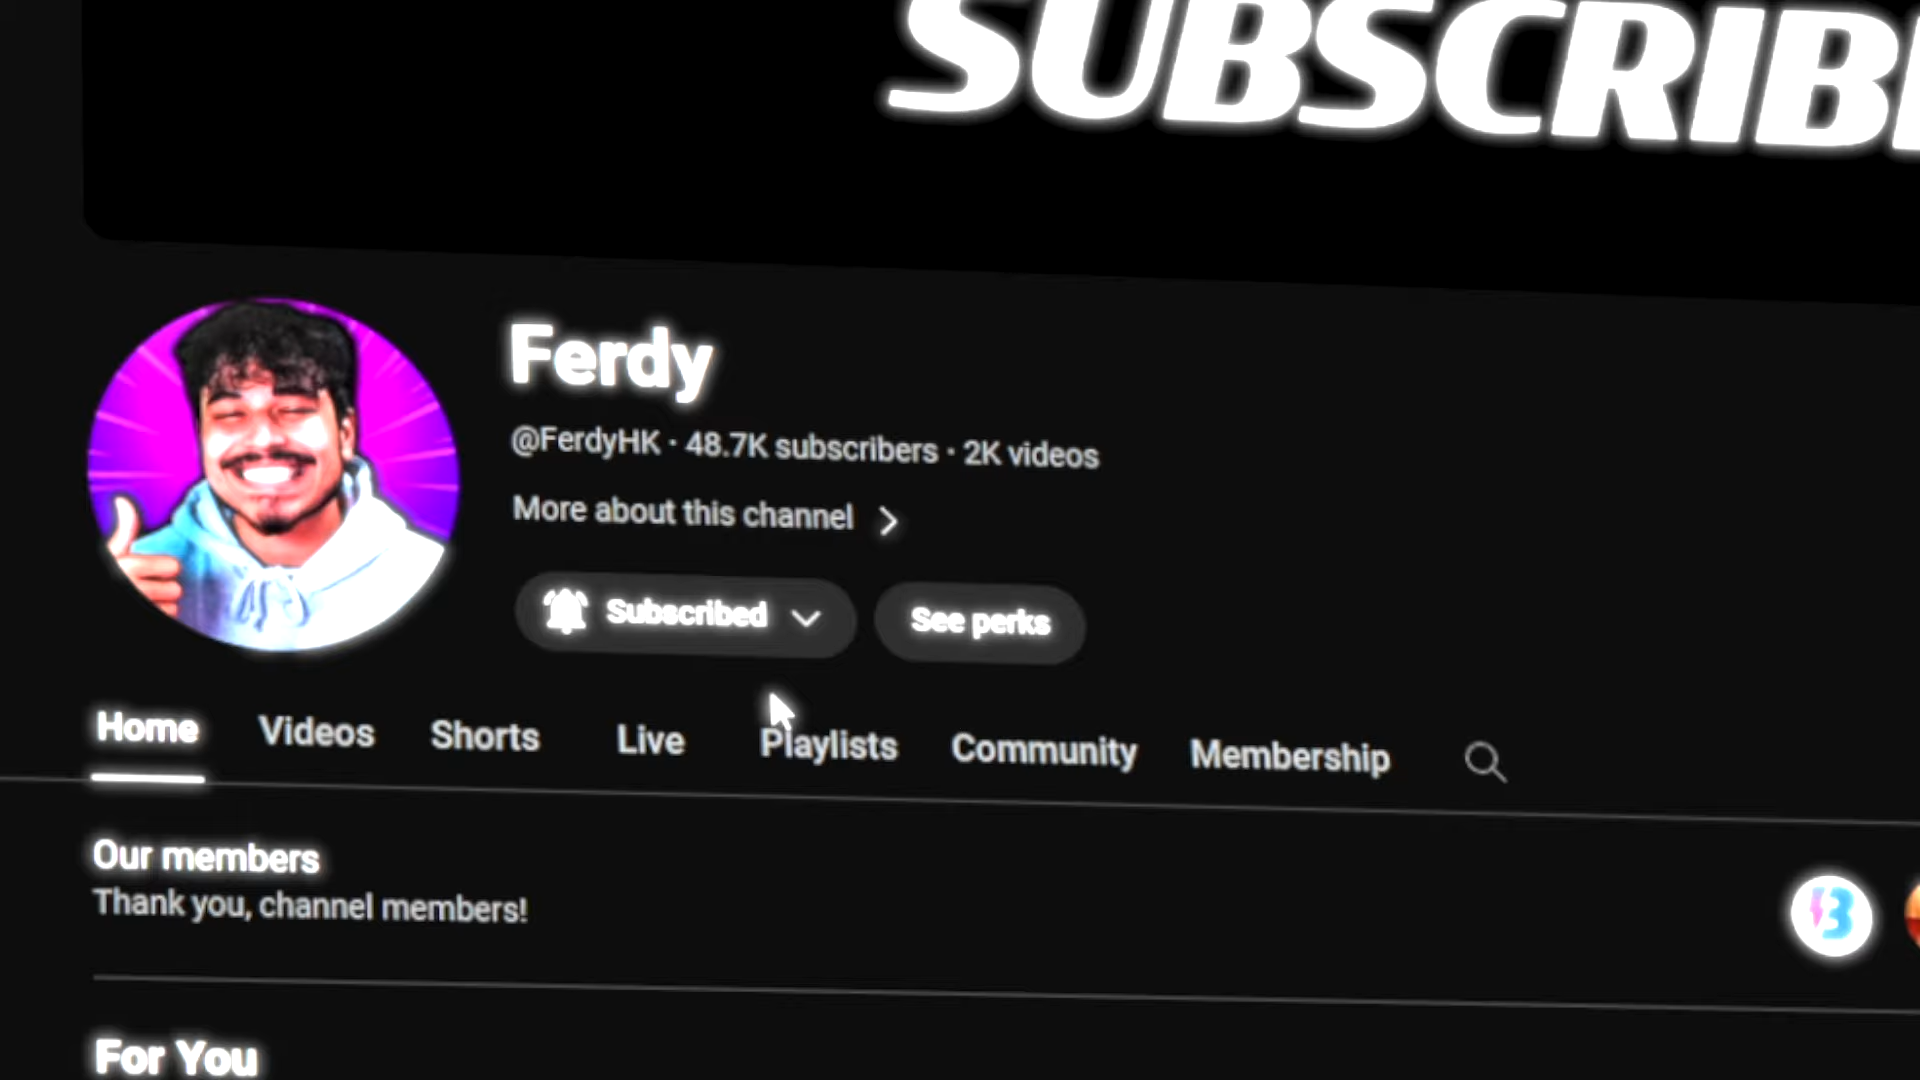 SUBSCRIB
Ferdy
@FerdyHK · 48.7K subscribers · 2K videos
More about this channel
Subscribed See perks
Home Videos Shorts Live Playlists Community Membership
Our members
Thank you, channel members!
For You